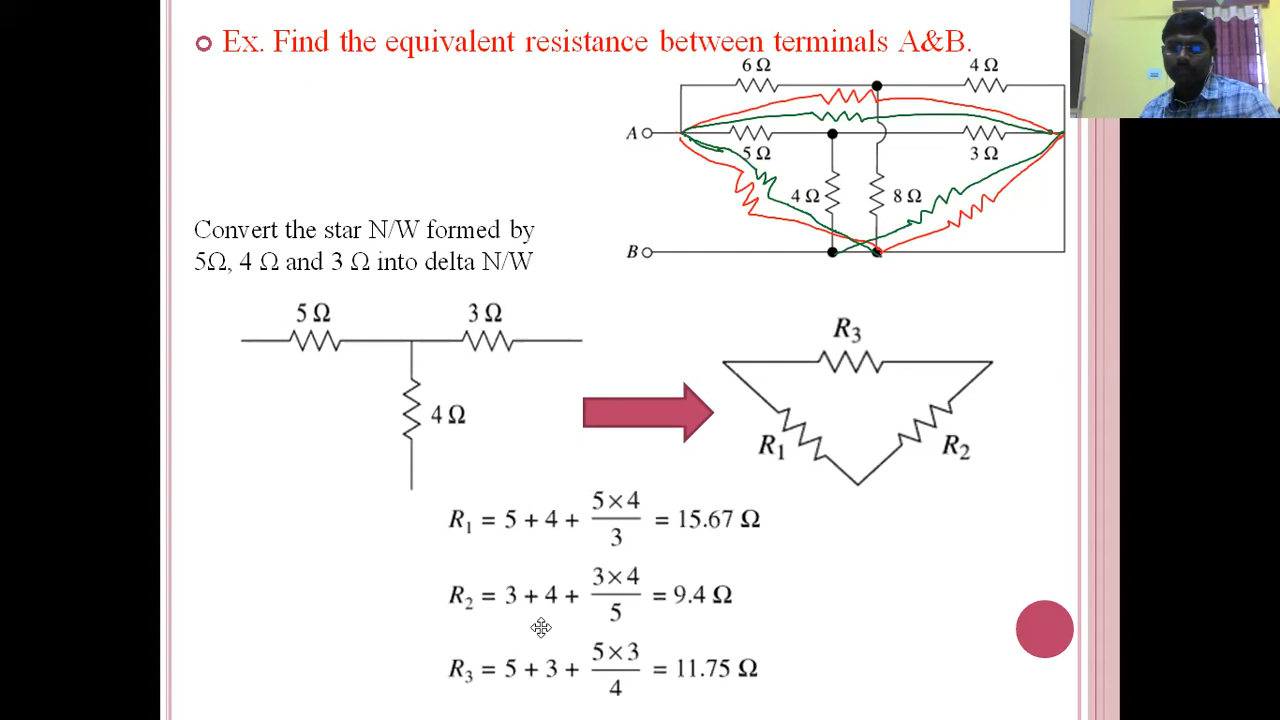 Ex. Find the equivalent resistance between terminals A&B.
6 Ω
4 Ω
A
5 Ω
3 Ω
4 Ω
8 Ω
B
Convert the star N/W formed by
5Ω, 4 Ω and 3 Ω into delta N/W
5 Ω
3 Ω
4 Ω
R₃
R₁
R₂
R₁ = 5 + 4 + 5×4/3 = 15.67 Ω
R₂ = 3 + 4 + 3×4/5 = 9.4 Ω
R₃ = 5 + 3 + 5×3/4 = 11.75 Ω